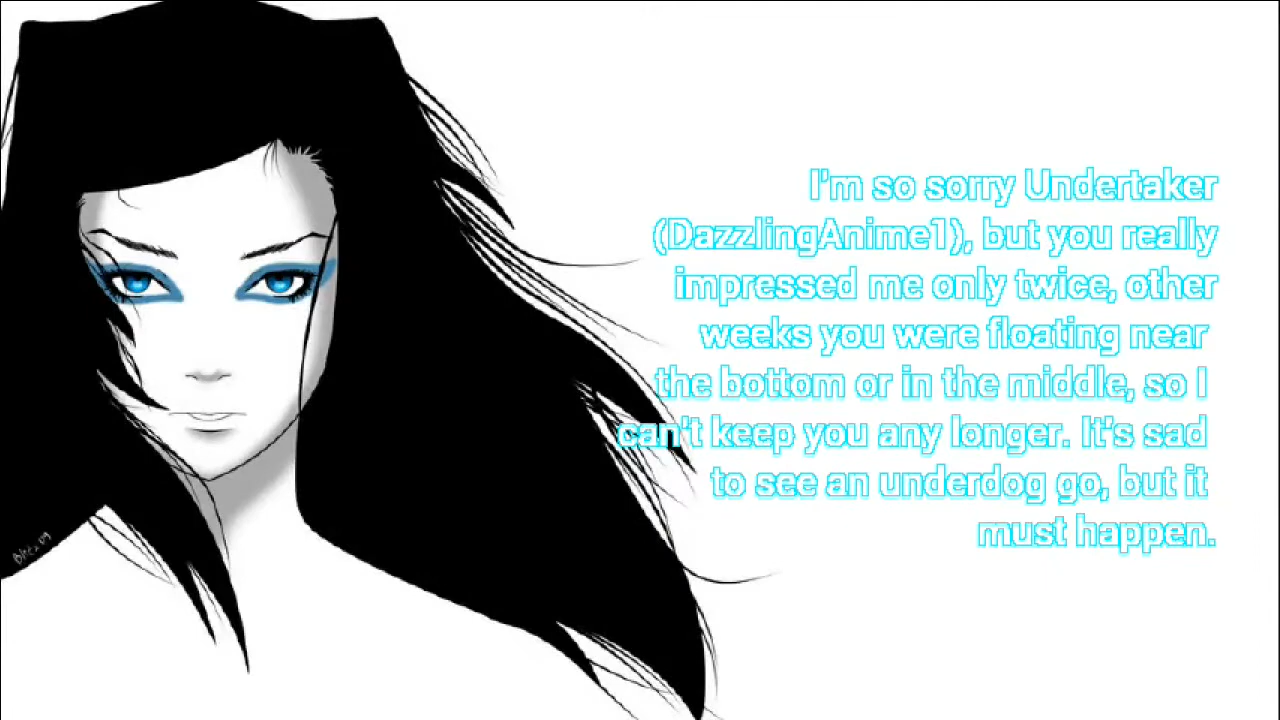 I'm so sorry Undertaker
(DazzlingAnime1), but you really
impressed me only twice, other
weeks you were floating near
the bottom or in the middle, so I
can't keep you any longer. It's sad
to see an underdog go, but it
must happen.